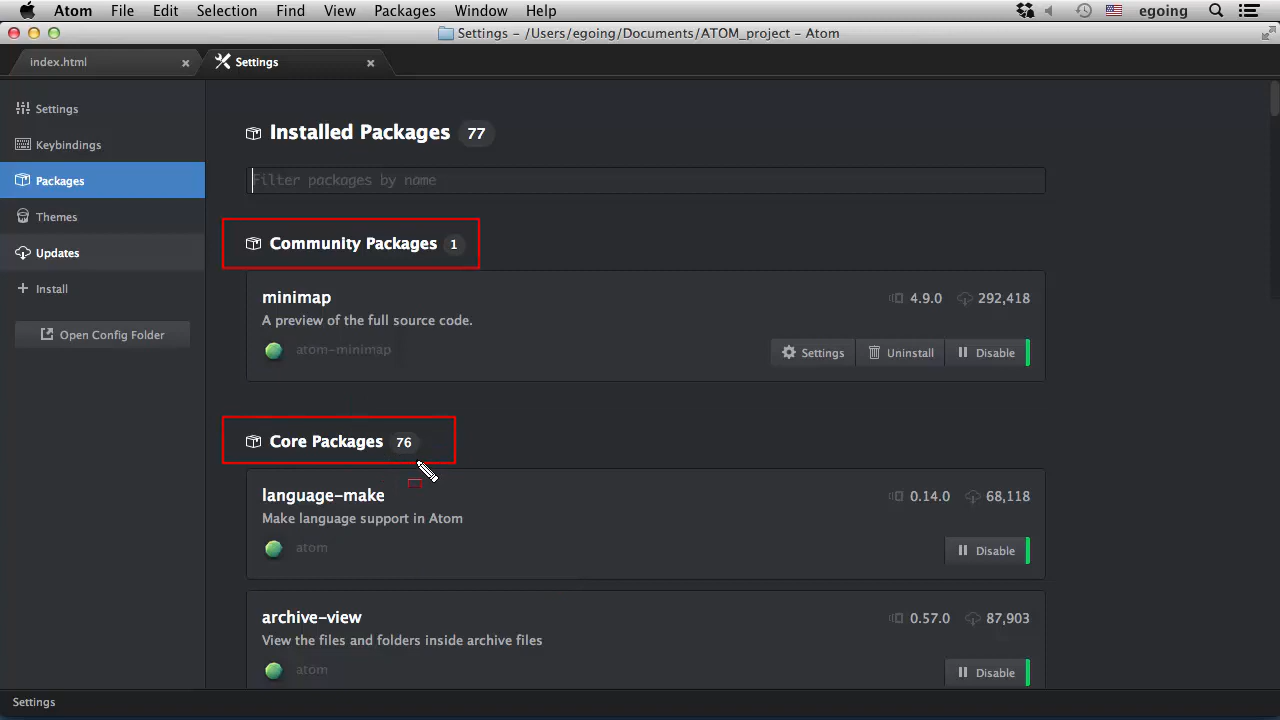 Atom File Edit Selection Find View Packages Window Help egoing
Settings – /Users/egoing/Documents/ATOM_project – Atom
index.html
Settings
Settings
Keybindings
Packages
Themes
Updates
Install
Open Config Folder
Installed Packages 77
Filter packages by name
Community Packages 1
minimap 4.9.0 292,418
A preview of the full source code.
atom-minimap Settings Uninstall Disable
Core Packages 76
language-make 0.14.0 68,118
Make language support in Atom
atom Disable
archive-view 0.57.0 87,903
View the files and folders inside archive files
atom Disable
Settings